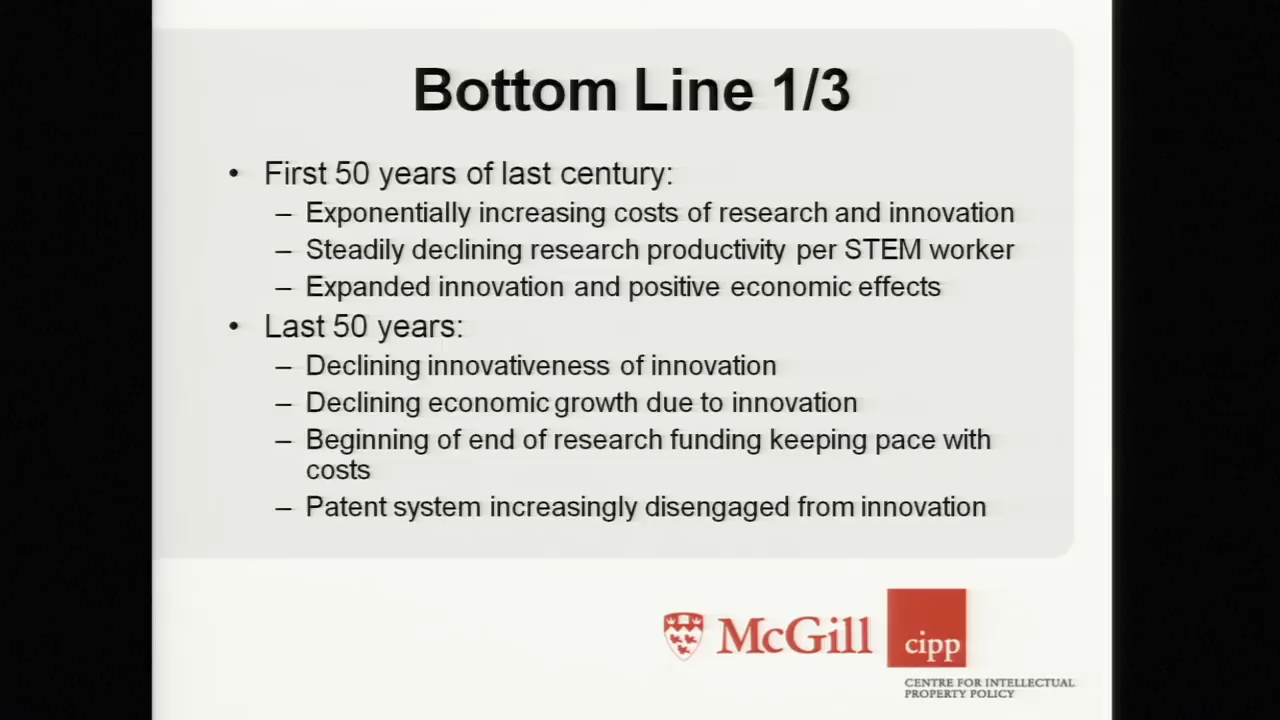 Bottom Line 1/3
• First 50 years of last century:
– Exponentially increasing costs of research and innovation
– Steadily declining research productivity per STEM worker
– Expanded innovation and positive economic effects
• Last 50 years:
– Declining innovativeness of innovation
– Declining economic growth due to innovation
– Beginning of end of research funding keeping pace with
costs
– Patent system increasingly disengaged from innovation
McGill
cipp
CENTRE FOR INTELLECTUAL
PROPERTY POLICY